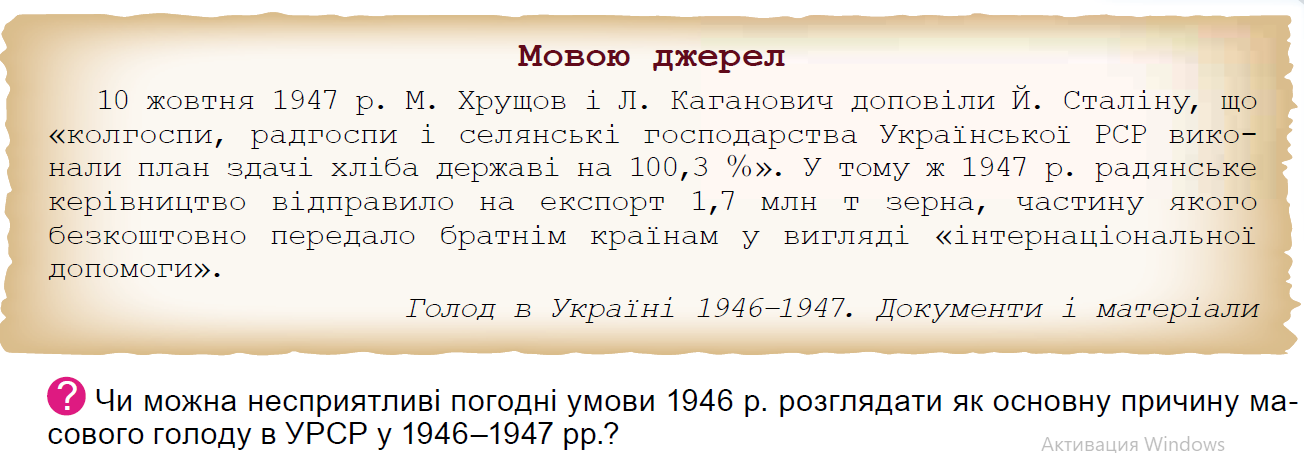 Мовою джерел
10 жовтня 1947 р. М. Хрущов і Л. Каганович доповіли Й. Сталіну, що
«колгоспи, радгоспи і селянські господарства Української РСР вико-
нали план здачі хліба державі на 100,3 %». У тому ж 1947 р. радянське
керівництво відправило на експорт 1,7 млн т зерна, частину якого
безкоштовно передало братнім країнам у вигляді «інтернаціональної
допомоги».
Голод в Україні 1946–1947. Документи і матеріали
? Чи можна несприятливі погодні умови 1946 р. розглядати як основну причину ма-
сового голоду в УРСР у 1946–1947 рр.?
Активация Windows